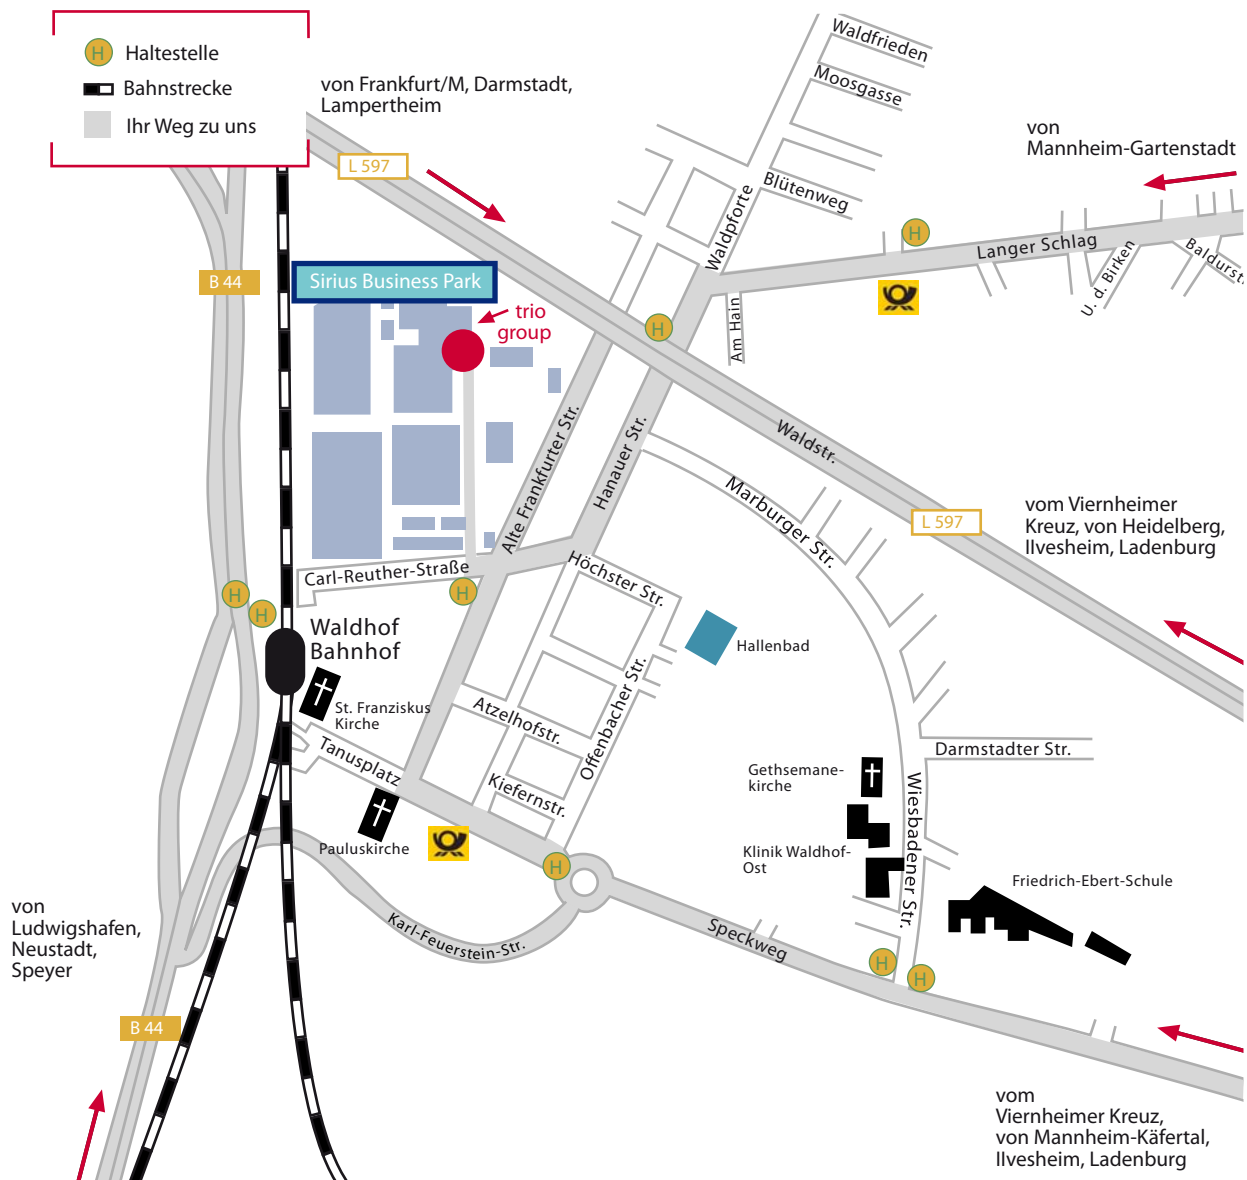 H Haltestelle
Bahnstrecke
Ihr Weg zu uns
von Frankfurt/M, Darmstadt,
Lampertheim
L 597
Waldfrieden
Moosgasse
Blütenweg
Waldpforte
von
Mannheim-Gartenstadt
H
Langer Schlag
U. d. Birken
Baldurst.
Am Hain
B 44
Sirius Business Park
trio
group
H
Alte Frankfurter Str.
Hanauer Str.
Waldstr.
Marburger Str.
L 597
vom Viernheimer
Kreuz, von Heidelberg,
Ilvesheim, Ladenburg
Carl-Reuther-Straße
H
H
H
Höchster Str.
Waldhof
Bahnhof
Hallenbad
St. Franziskus
Kirche
Atzelhofstr.
Offenbacher Str.
Tanusplatz
Kiefernstr.
Darmstadter Str.
Gethsemane-
kirche
Wiesbadener Str.
Pauluskirche
Klinik Waldhof-
Ost
H
Friedrich-Ebert-Schule
Karl-Feuerstein-Str.
Speckweg
H
H
von
Ludwigshafen,
Neustadt,
Speyer
B 44
vom
Viernheimer Kreuz,
von Mannheim-Käfertal,
Ilvesheim, Ladenburg